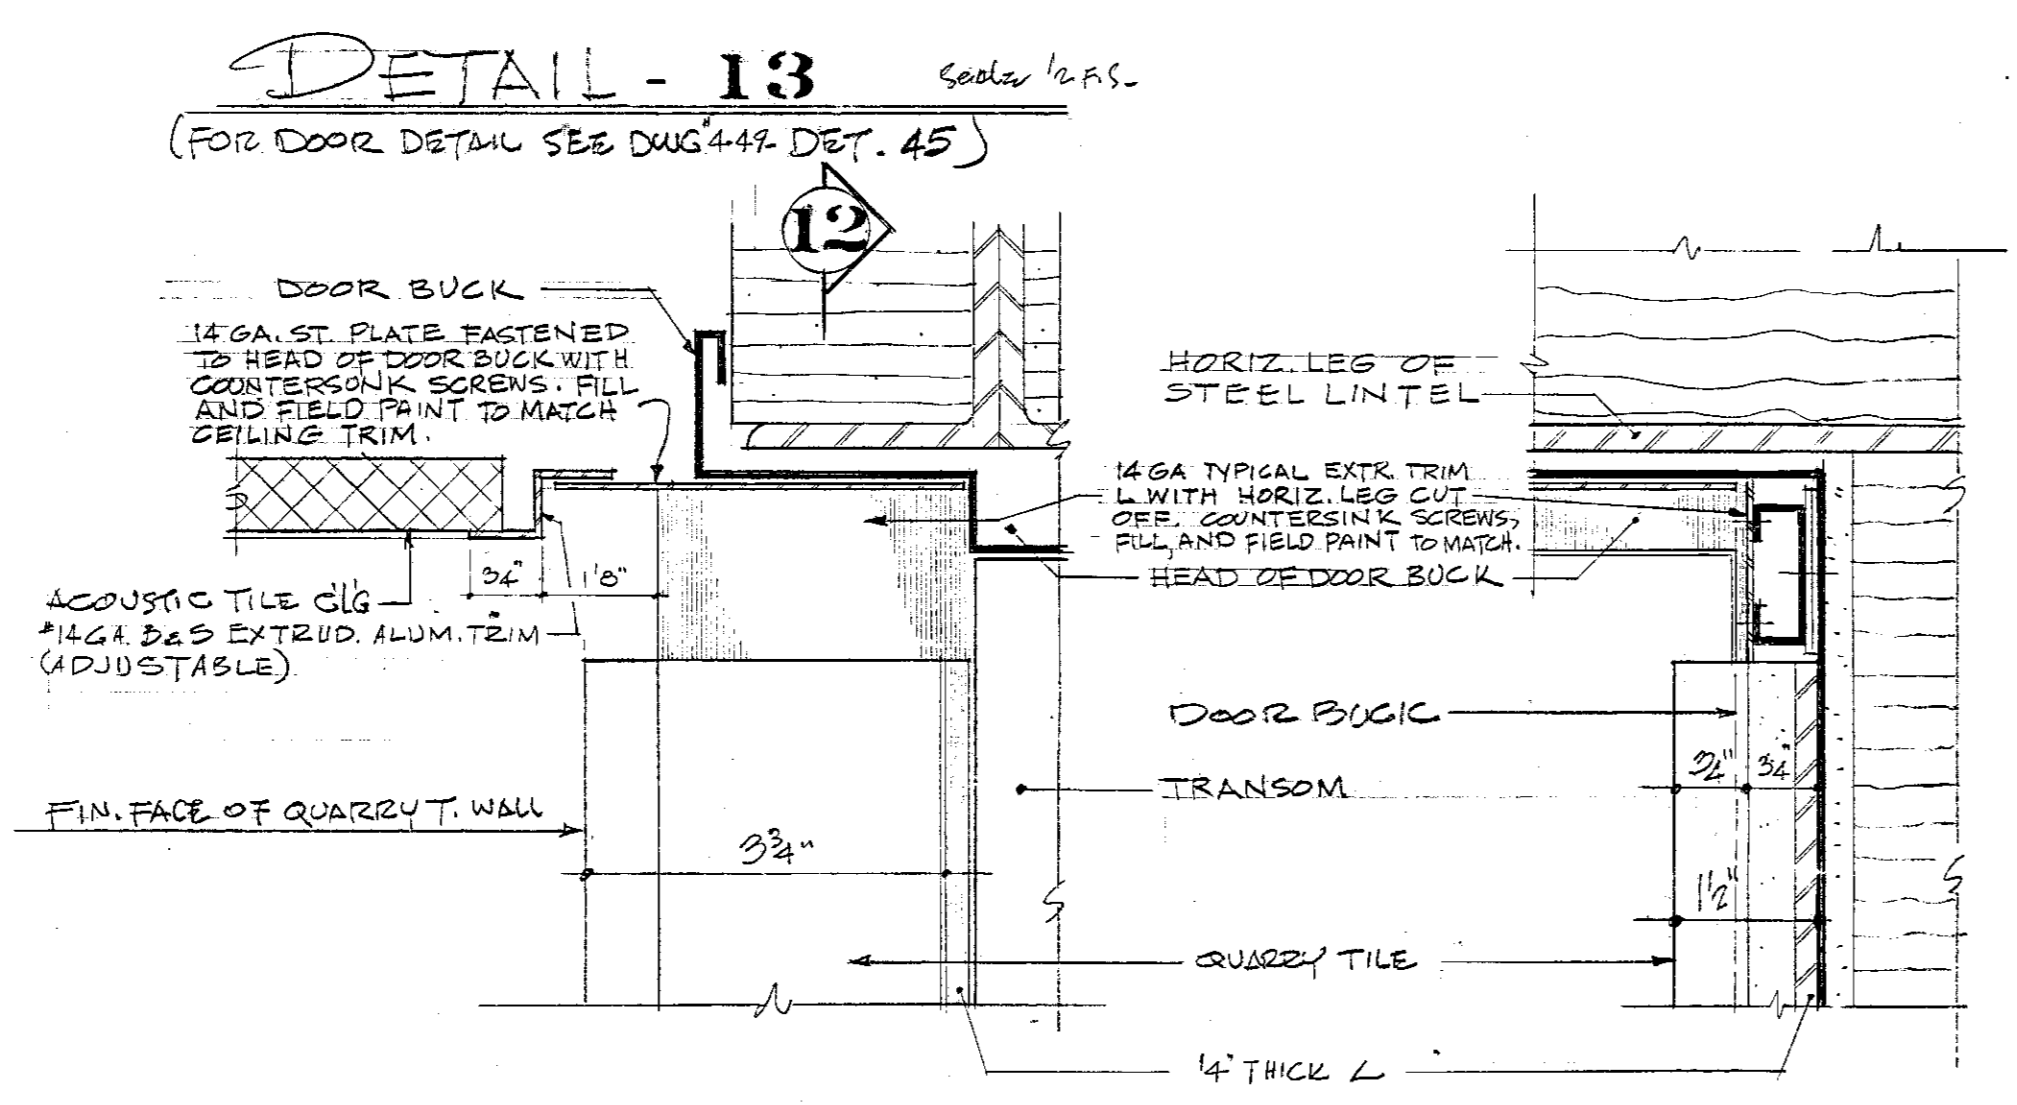 DETAIL - 13
Scale 1/2 F.S.
(FOR DOOR DETAIL SEE DWG #449- DET. 45)
12
DOOR BUCK
14 GA. ST. PLATE FASTENED
TO HEAD OF DOOR BUCK WITH
COUNTERSUNK SCREWS. FILL
AND FIELD PAINT TO MATCH
CEILING TRIM.
HORIZ. LEG OF
STEEL LINTEL
14 GA TYPICAL EXTR. TRIM
L WITH HORIZ. LEG CUT
OFF. COUNTERSINK SCREWS,
FILL, AND FIELD PAINT TO MATCH.
HEAD OF DOOR BUCK
3/4"
1 1/8"
ACOUSTIC TILE CL'G
#14 GA. B&S EXTRUD. ALUM. TRIM
(ADJUSTABLE)
DOOR BUCK
3/4"
3/4"
TRANSOM
FIN. FACE OF QUARRY T. WALL
3 3/4"
1 1/2"
QUARRY TILE
1/4" THICK L